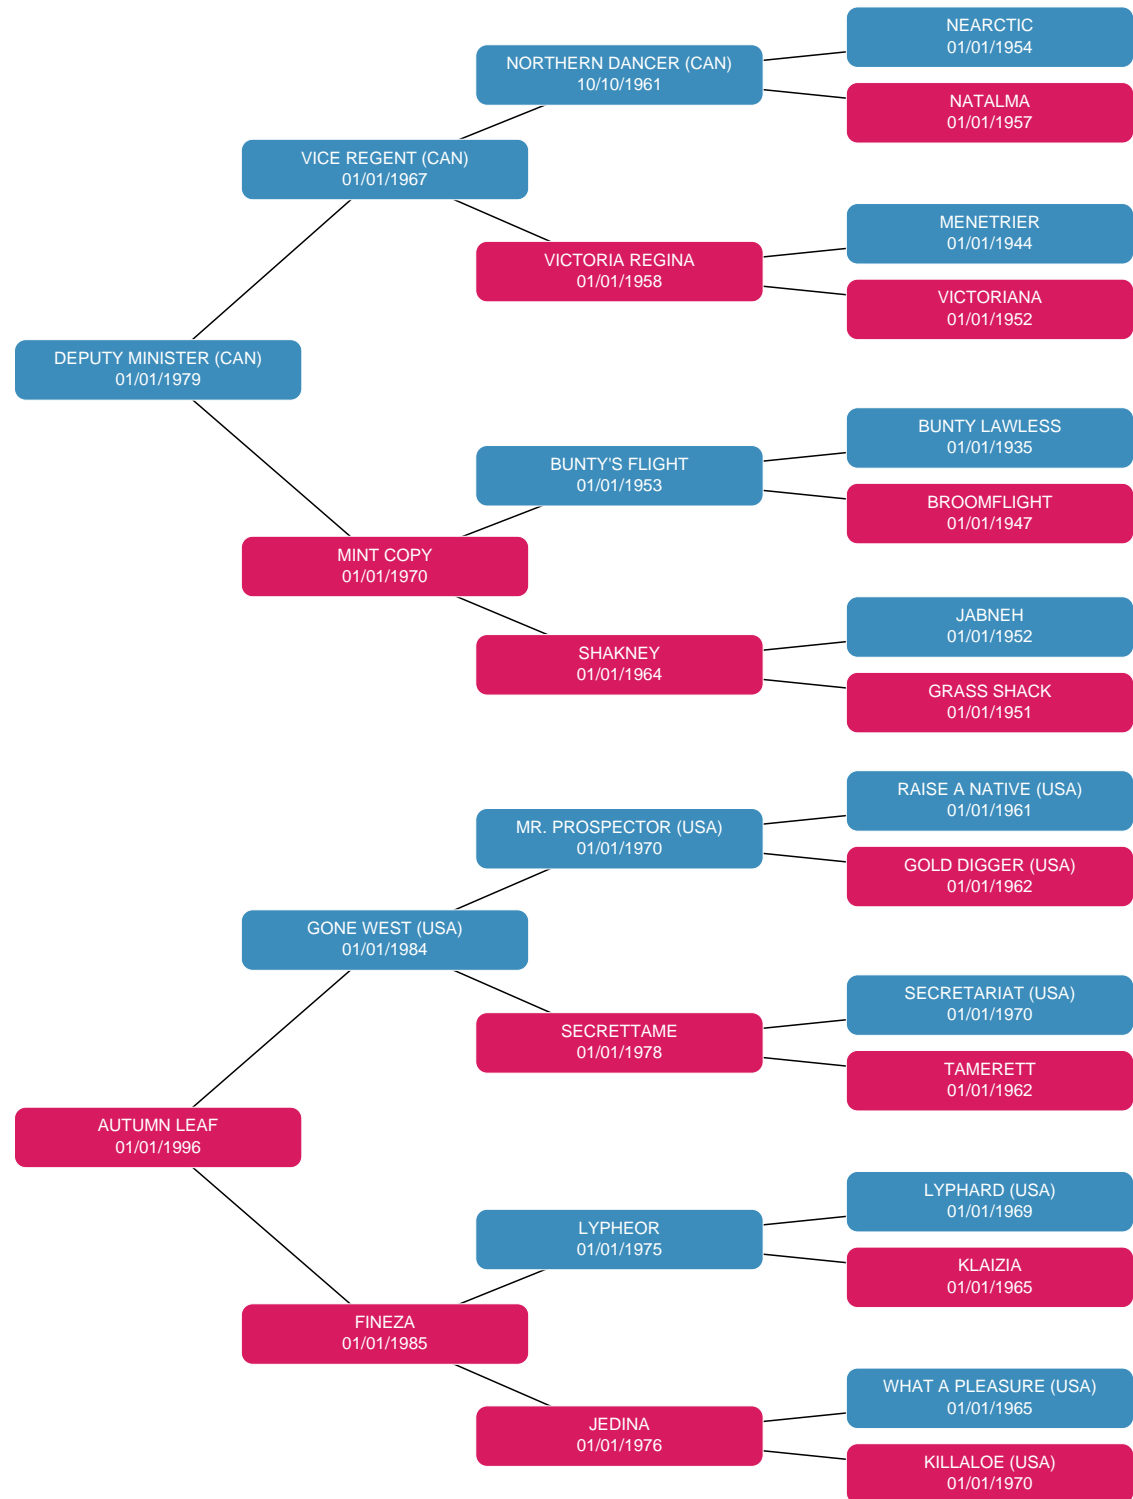 NEARCTIC
01/01/1954
NORTHERN DANCER (CAN)
10/10/1961
NATALMA
01/01/1957
VICE REGENT (CAN)
01/01/1967
MENETRIER
01/01/1944
VICTORIA REGINA
01/01/1958
VICTORIANA
01/01/1952
DEPUTY MINISTER (CAN)
01/01/1979
BUNTY LAWLESS
01/01/1935
BUNTY'S FLIGHT
01/01/1953
BROOMFLIGHT
01/01/1947
MINT COPY
01/01/1970
JABNEH
01/01/1952
SHAKNEY
01/01/1964
GRASS SHACK
01/01/1951
RAISE A NATIVE (USA)
01/01/1961
MR. PROSPECTOR (USA)
01/01/1970
GOLD DIGGER (USA)
01/01/1962
GONE WEST (USA)
01/01/1984
SECRETARIAT (USA)
01/01/1970
SECRETTAME
01/01/1978
TAMERETT
01/01/1962
AUTUMN LEAF
01/01/1996
LYPHARD (USA)
01/01/1969
LYPHEOR
01/01/1975
KLAIZIA
01/01/1965
FINEZA
01/01/1985
WHAT A PLEASURE (USA)
01/01/1965
JEDINA
01/01/1976
KILLALOE (USA)
01/01/1970